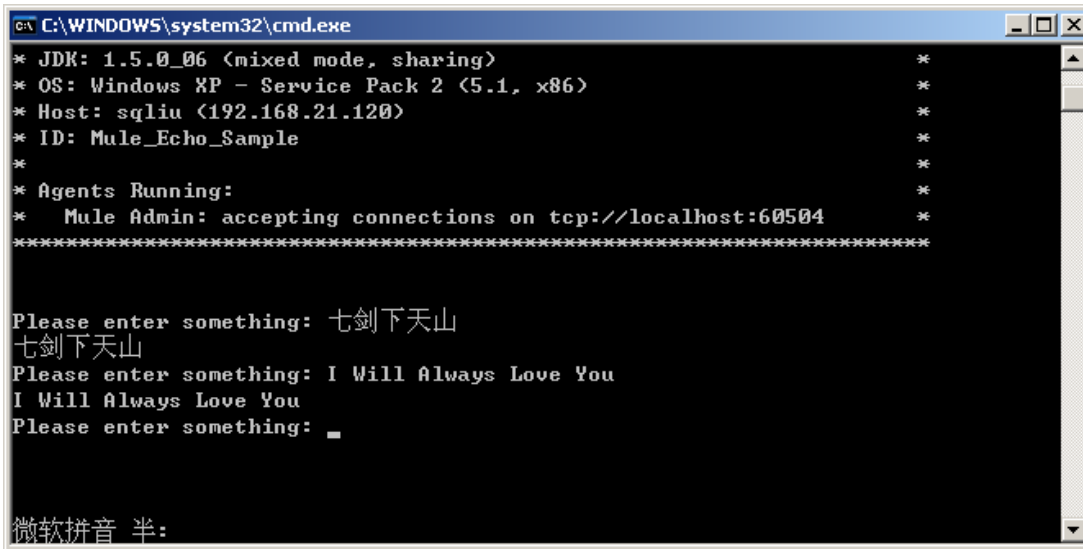 C:\WINDOWS\system32\cmd.exe
* JDK: 1.5.0_06 (mixed mode, sharing) *
* OS: Windows XP - Service Pack 2 (5.1, x86) *
* Host: sqliu (192.168.21.120) *
* ID: Mule_Echo_Sample *
* *
* Agents Running: *
*   Mule Admin: accepting connections on tcp://localhost:60504 *
**********************************************************************
Please enter something: 七剑下天山
七剑下天山
Please enter something: I Will Always Love You
I Will Always Love You
Please enter something: _
微软拼音 半: